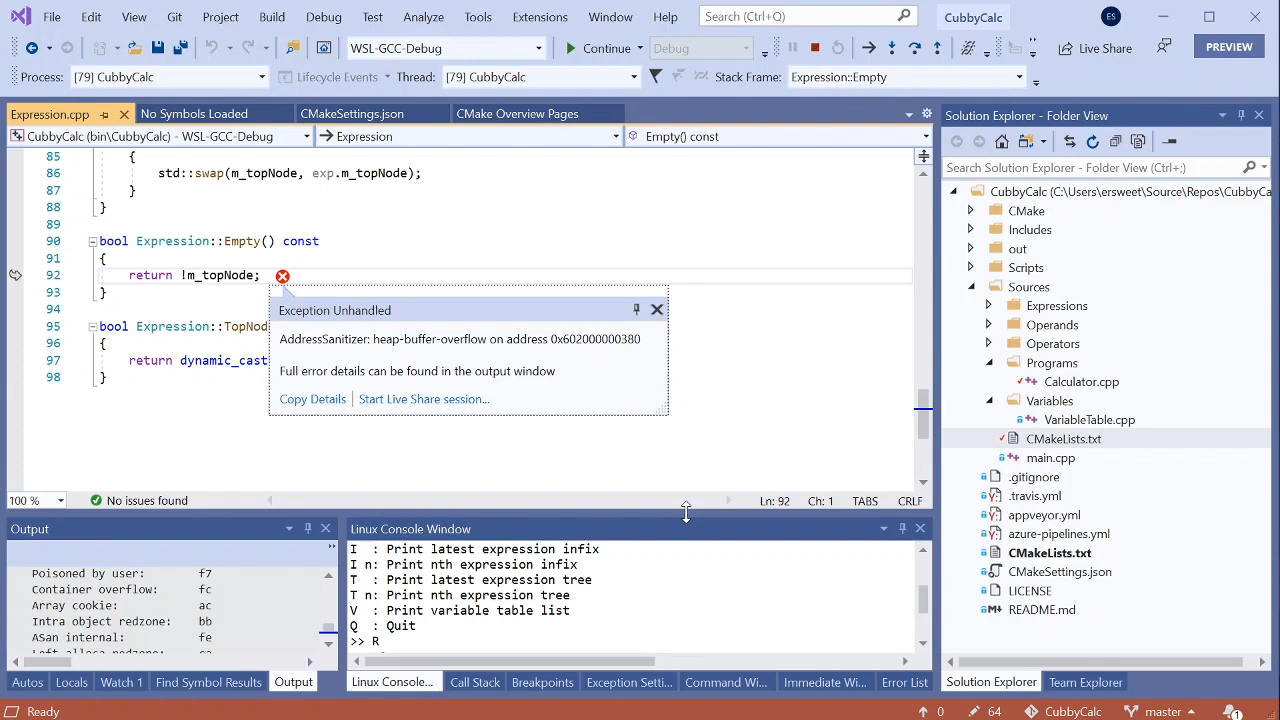 File Edit View Git Project Build Debug Test Analyze Tools Extensions Window Help Search (Ctrl+Q) CubbyCalc ES
WSL-GCC-Debug Continue Debug Live Share PREVIEW
Process: [79] CubbyCalc Lifecycle Events Thread: [79] CubbyCalc Stack Frame: Expression::Empty
Expression.cpp No Symbols Loaded CMakeSettings.json CMake Overview Pages
CubbyCalc (bin\CubbyCalc) - WSL-GCC-Debug Expression Empty() const
85 {
86 std::swap(m_topNode, exp.m_topNode);
87 }
88 }
89
90 bool Expression::Empty() const
91 {
92 return !m_topNode;
93 }
94
95 bool Expression::TopNod
96 {
97 return dynamic_cast
98 }
Exception Unhandled
AddressSanitizer: heap-buffer-overflow on address 0x602000000380
Full error details can be found in the output window
Copy Details Start Live Share session...
100 % No issues found Ln: 92 Ch: 1 TABS CRLF
Output
Poisoned by user: f7
Container overflow: fc
Array cookie: ac
Intra object redzone: bb
ASan internal: fe
Left alloca redzone: ca
Autos Locals Watch 1 Find Symbol Results Output
Linux Console Window
I : Print latest expression infix
I n: Print nth expression infix
T : Print latest expression tree
T n: Print nth expression tree
V : Print variable table list
Q : Quit
>> R
Linux Console... Call Stack Breakpoints Exception Setti... Command Wi... Immediate Wi... Error List
Solution Explorer - Folder View
Search Solution Explorer - Folder View (Ctrl+;)
CubbyCalc (C:\Users\ersweet\Source\Repos\CubbyCa
CMake
Includes
out
Scripts
Sources
Expressions
Operands
Operators
Programs
Calculator.cpp
Variables
VariableTable.cpp
CMakeLists.txt
main.cpp
.gitignore
.travis.yml
appveyor.yml
azure-pipelines.yml
CMakeLists.txt
CMakeSettings.json
LICENSE
README.md
Solution Explorer Team Explorer
Ready 0 64 CubbyCalc master 1